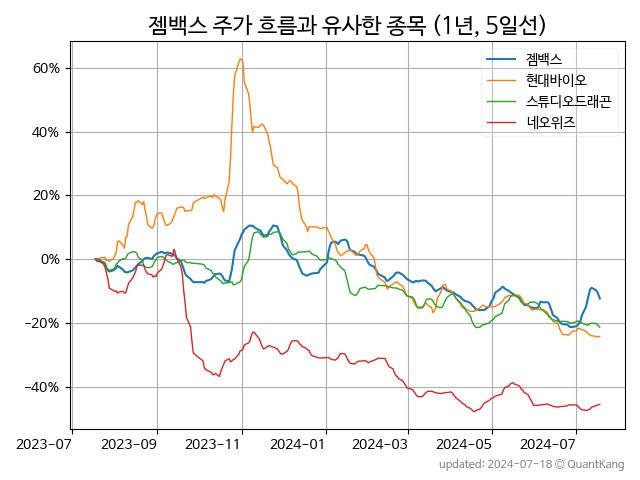 젬백스 주가 흐름과 유사한 종목 (1년, 5일선)
젬백스
현대바이오
스튜디오드래곤
네오위즈
60%
40%
20%
0%
−20%
−40%
2023-07
2023-09
2023-11
2024-01
2024-03
2024-05
2024-07
updated: 2024-07-18 © QuantKang